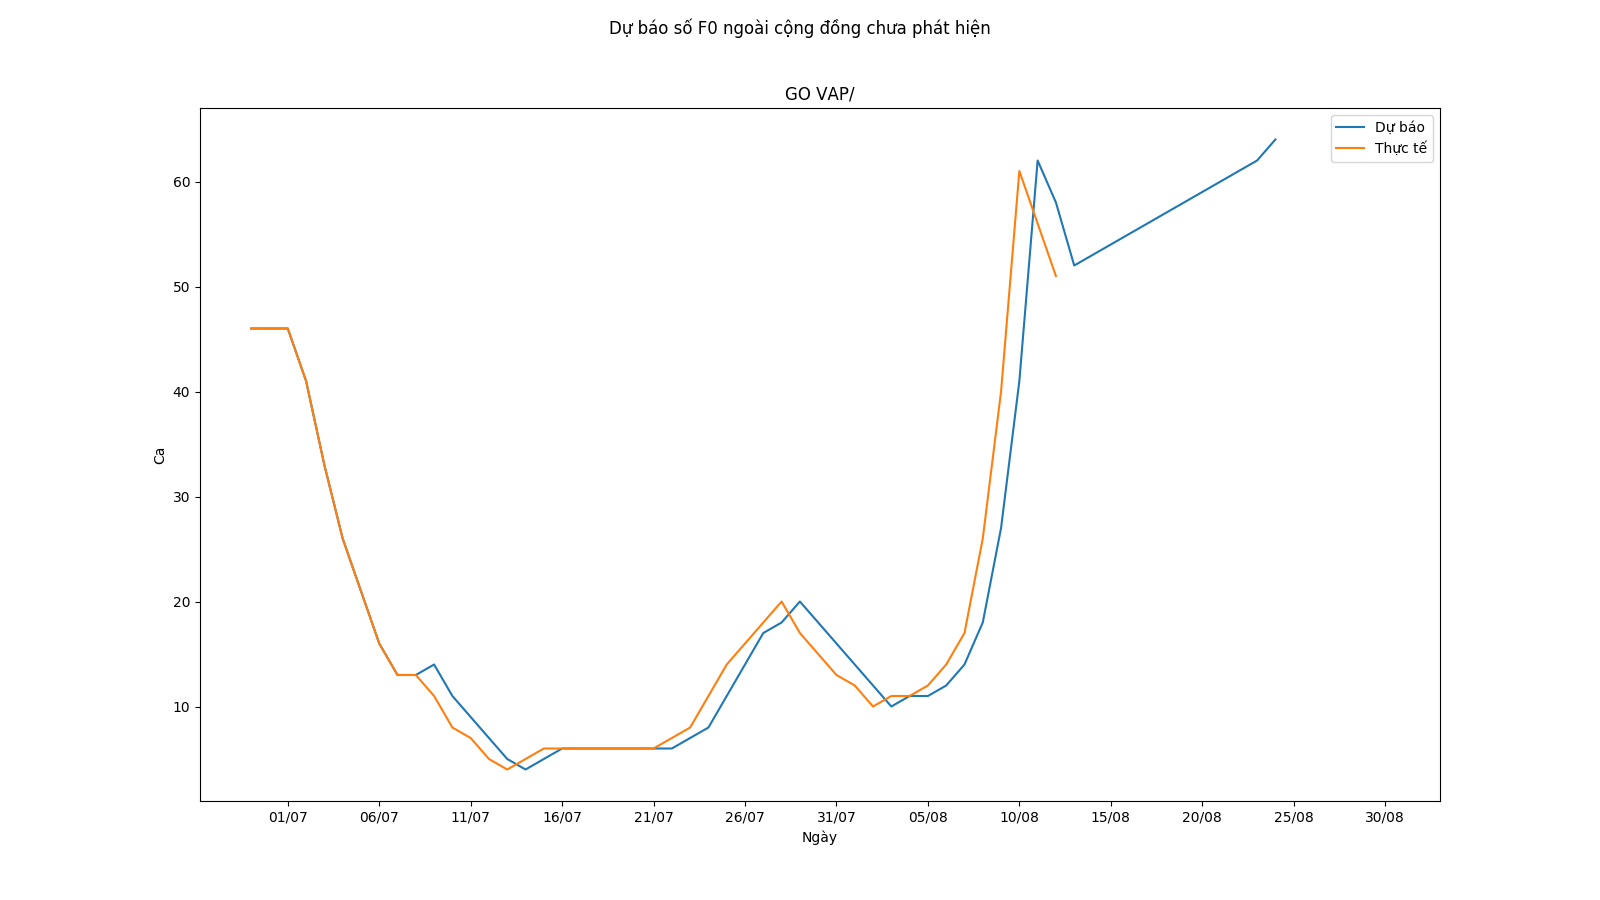 Dự báo số F0 ngoài cộng đồng chưa phát hiện
GO VAP/
Dự báo
Thực tế
60
50
40
30
20
10
Ca
01/07 06/07 11/07 16/07 21/07 26/07 31/07 05/08 10/08 15/08 20/08 25/08 30/08
Ngày